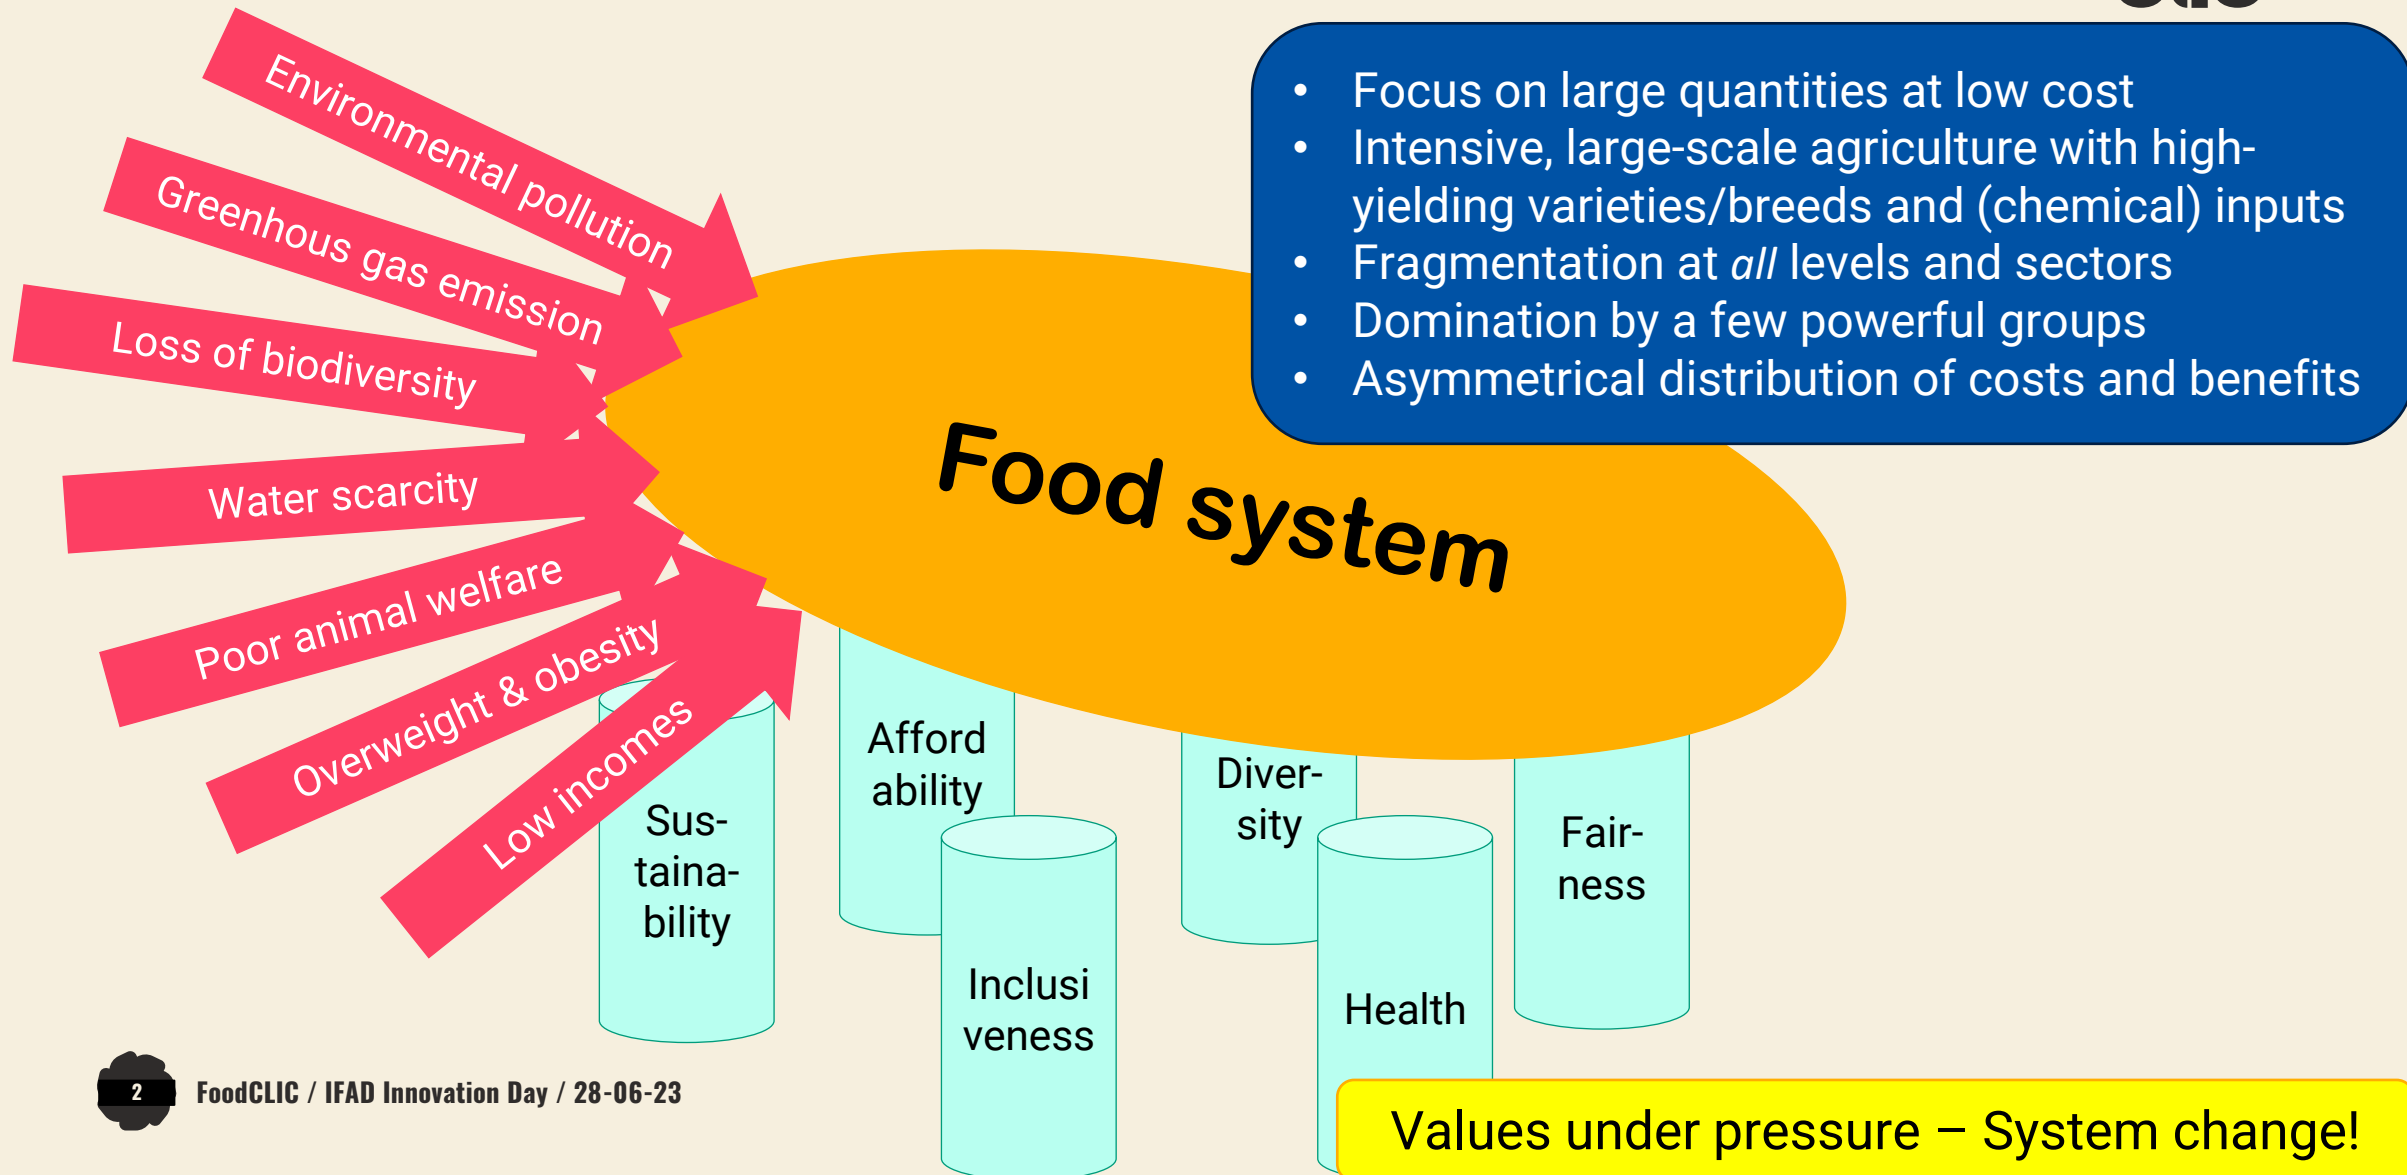 Environmental pollution
Greenhous gas emission
Loss of biodiversity
Water scarcity
Poor animal welfare
Overweight & obesity
Low incomes
• Focus on large quantities at low cost
• Intensive, large-scale agriculture with high-
yielding varieties/breeds and (chemical) inputs
• Fragmentation at all levels and sectors
• Domination by a few powerful groups
• Asymmetrical distribution of costs and benefits
Food system
Sus-
taina-
bility
Afford
ability
Inclusi
veness
Diver-
sity
Health
Fair-
ness
2 FoodCLIC / IFAD Innovation Day / 28-06-23
Values under pressure – System change!